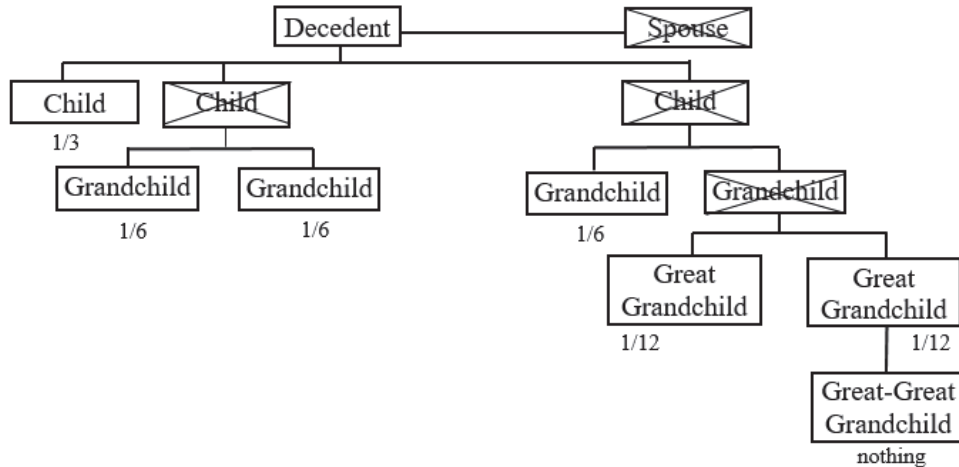 Decedent
Spouse
Child
Child
Child
1/3
Grandchild
Grandchild
Grandchild
Grandchild
1/6
1/6
1/6
Great
Grandchild
Great
Grandchild
1/12
1/12
Great-Great
Grandchild
nothing